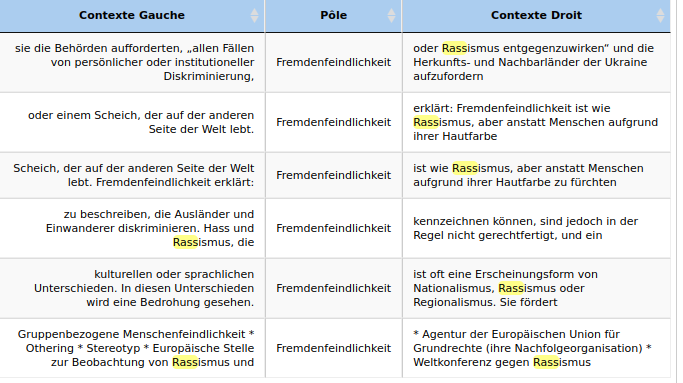 Contexte Gauche
Pôle
Contexte Droit
sie die Behörden aufforderten, „allen Fällen
von persönlicher oder institutioneller
Diskriminierung,
Fremdenfeindlichkeit
oder Rassismus entgegenzuwirken“ und die
Herkunfts- und Nachbarländer der Ukraine
aufzufordern
oder einem Scheich, der auf der anderen
Seite der Welt lebt.
Fremdenfeindlichkeit
erklärt: Fremdenfeindlichkeit ist wie
Rassismus, aber anstatt Menschen aufgrund
ihrer Hautfarbe
Scheich, der auf der anderen Seite der Welt
lebt. Fremdenfeindlichkeit erklärt:
Fremdenfeindlichkeit
ist wie Rassismus, aber anstatt Menschen
aufgrund ihrer Hautfarbe zu fürchten
zu beschreiben, die Ausländer und
Einwanderer diskriminieren. Hass und
Rassismus, die
Fremdenfeindlichkeit
kennzeichnen können, sind jedoch in der
Regel nicht gerechtfertigt, und ein
kulturellen oder sprachlichen
Unterschieden. In diesen Unterschieden
wird eine Bedrohung gesehen.
Fremdenfeindlichkeit
ist oft eine Erscheinungsform von
Nationalismus, Rassismus oder
Regionalismus. Sie fördert
Gruppenbezogene Menschenfeindlichkeit *
Othering * Stereotyp * Europäische Stelle
zur Beobachtung von Rassismus und
Fremdenfeindlichkeit
* Agentur der Europäischen Union für
Grundrechte (ihre Nachfolgeorganisation) *
Weltkonferenz gegen Rassismus